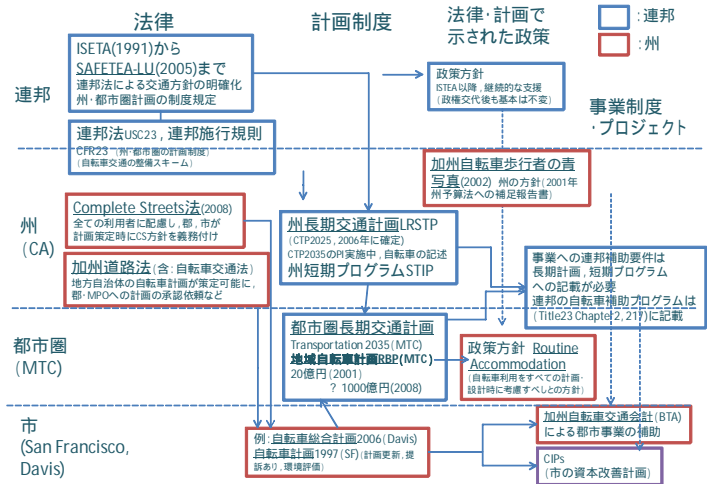 法律
計画制度
法律・計画で
示された政策
:連邦
:州
連邦
ISETA(1991)から
SAFETEA-LU(2005)まで
連邦法による交通方針の明確化
州・都市圏計画の制度規定
政策方針
ISTEA以降,継続的な支援
(政権交代後も基本は不変)
事業制度
・プロジェクト
連邦法USC23,連邦施行規則
CFR23 (州・都市圏の計画制度)
(自転車交通の整備スキーム)
加州自転車歩行者の青
写真(2002) 州の方針(2001年
州予算法への補足報告書)
州
(CA)
Complete Streets法(2008)
全ての利用者に配慮し,郡,市が
計画策定時にCS方針を義務付け
州長期交通計画LRSTP
(CTP2025,2006年に確定)
CTP2035のPI実施中,自転車の記述
州短期プログラムSTIP
加州道路法(含:自転車交通法)
地方自治体の自転車計画が策定可能に,
郡・MPOへの計画の承認依頼など
事業への連邦補助要件は
長期計画,短期プログラム
への記載が必要
連邦の自転車補助プログラムは
(Title23 Chapter2, 217)に記載
都市圏
(MTC)
都市圏長期交通計画
Transportation 2035(MTC)
地域自転車計画RBP(MTC)
20億円(2001)
? 1000億円(2008)
政策方針 Routine
Accommodation
(自転車利用をすべての計画・
設計時に考慮すべしとの方針)
市
(San Francisco,
Davis)
例:自転車総合計画2006(Davis)
自転車計画1997(SF)(計画更新,提
訴あり,環境評価)
加州自転車交通会計(BTA)
による都市事業の補助
CIPs
(市の資本改善計画)